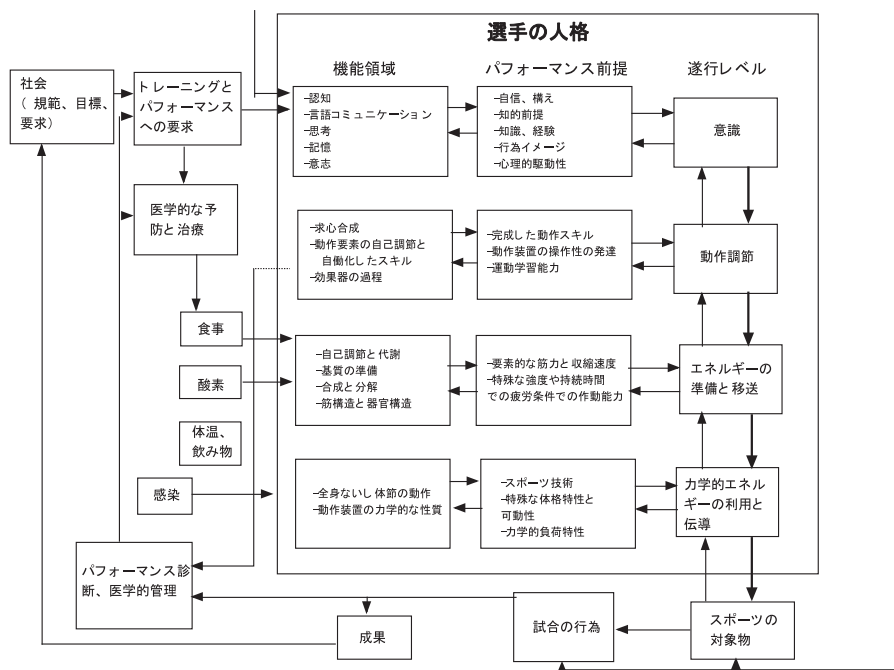 選手の人格
機能領域
パフォーマンス前提
遂行レベル
社会
(規範、目標、
要求)
トレーニングと
パフォーマンス
への要求
-認知
-言語コミュニケーション
-思考
-記憶
-意志
-自信、構え
-知的前提
-知識、経験
-行為イメージ
-心理的駆動性
意識
医学的な予
防と治療
-求心合成
-動作要素の自己調節と
自働化したスキル
-効果器の過程
-完成した動作スキル
-動作装置の操作性の発達
-運動学習能力
動作調節
食事
酸素
体温、
飲み物
感染
-自己調節と代謝
-基質の準備
-合成と分解
-筋構造と器官構造
-要素的な筋力と収縮速度
-特殊な強度や持続時間
での疲労条件での作動能力
エネルギーの
準備と移送
-全身ないし体節の動作
-動作装置の力学的な性質
-スポーツ技術
-特殊な体格特性と
可動性
-力学的負荷特性
力学的エネル
ギーの利用と
伝導
パフォーマンス診
断、医学的管理
成果
試合の行為
スポーツの
対象物